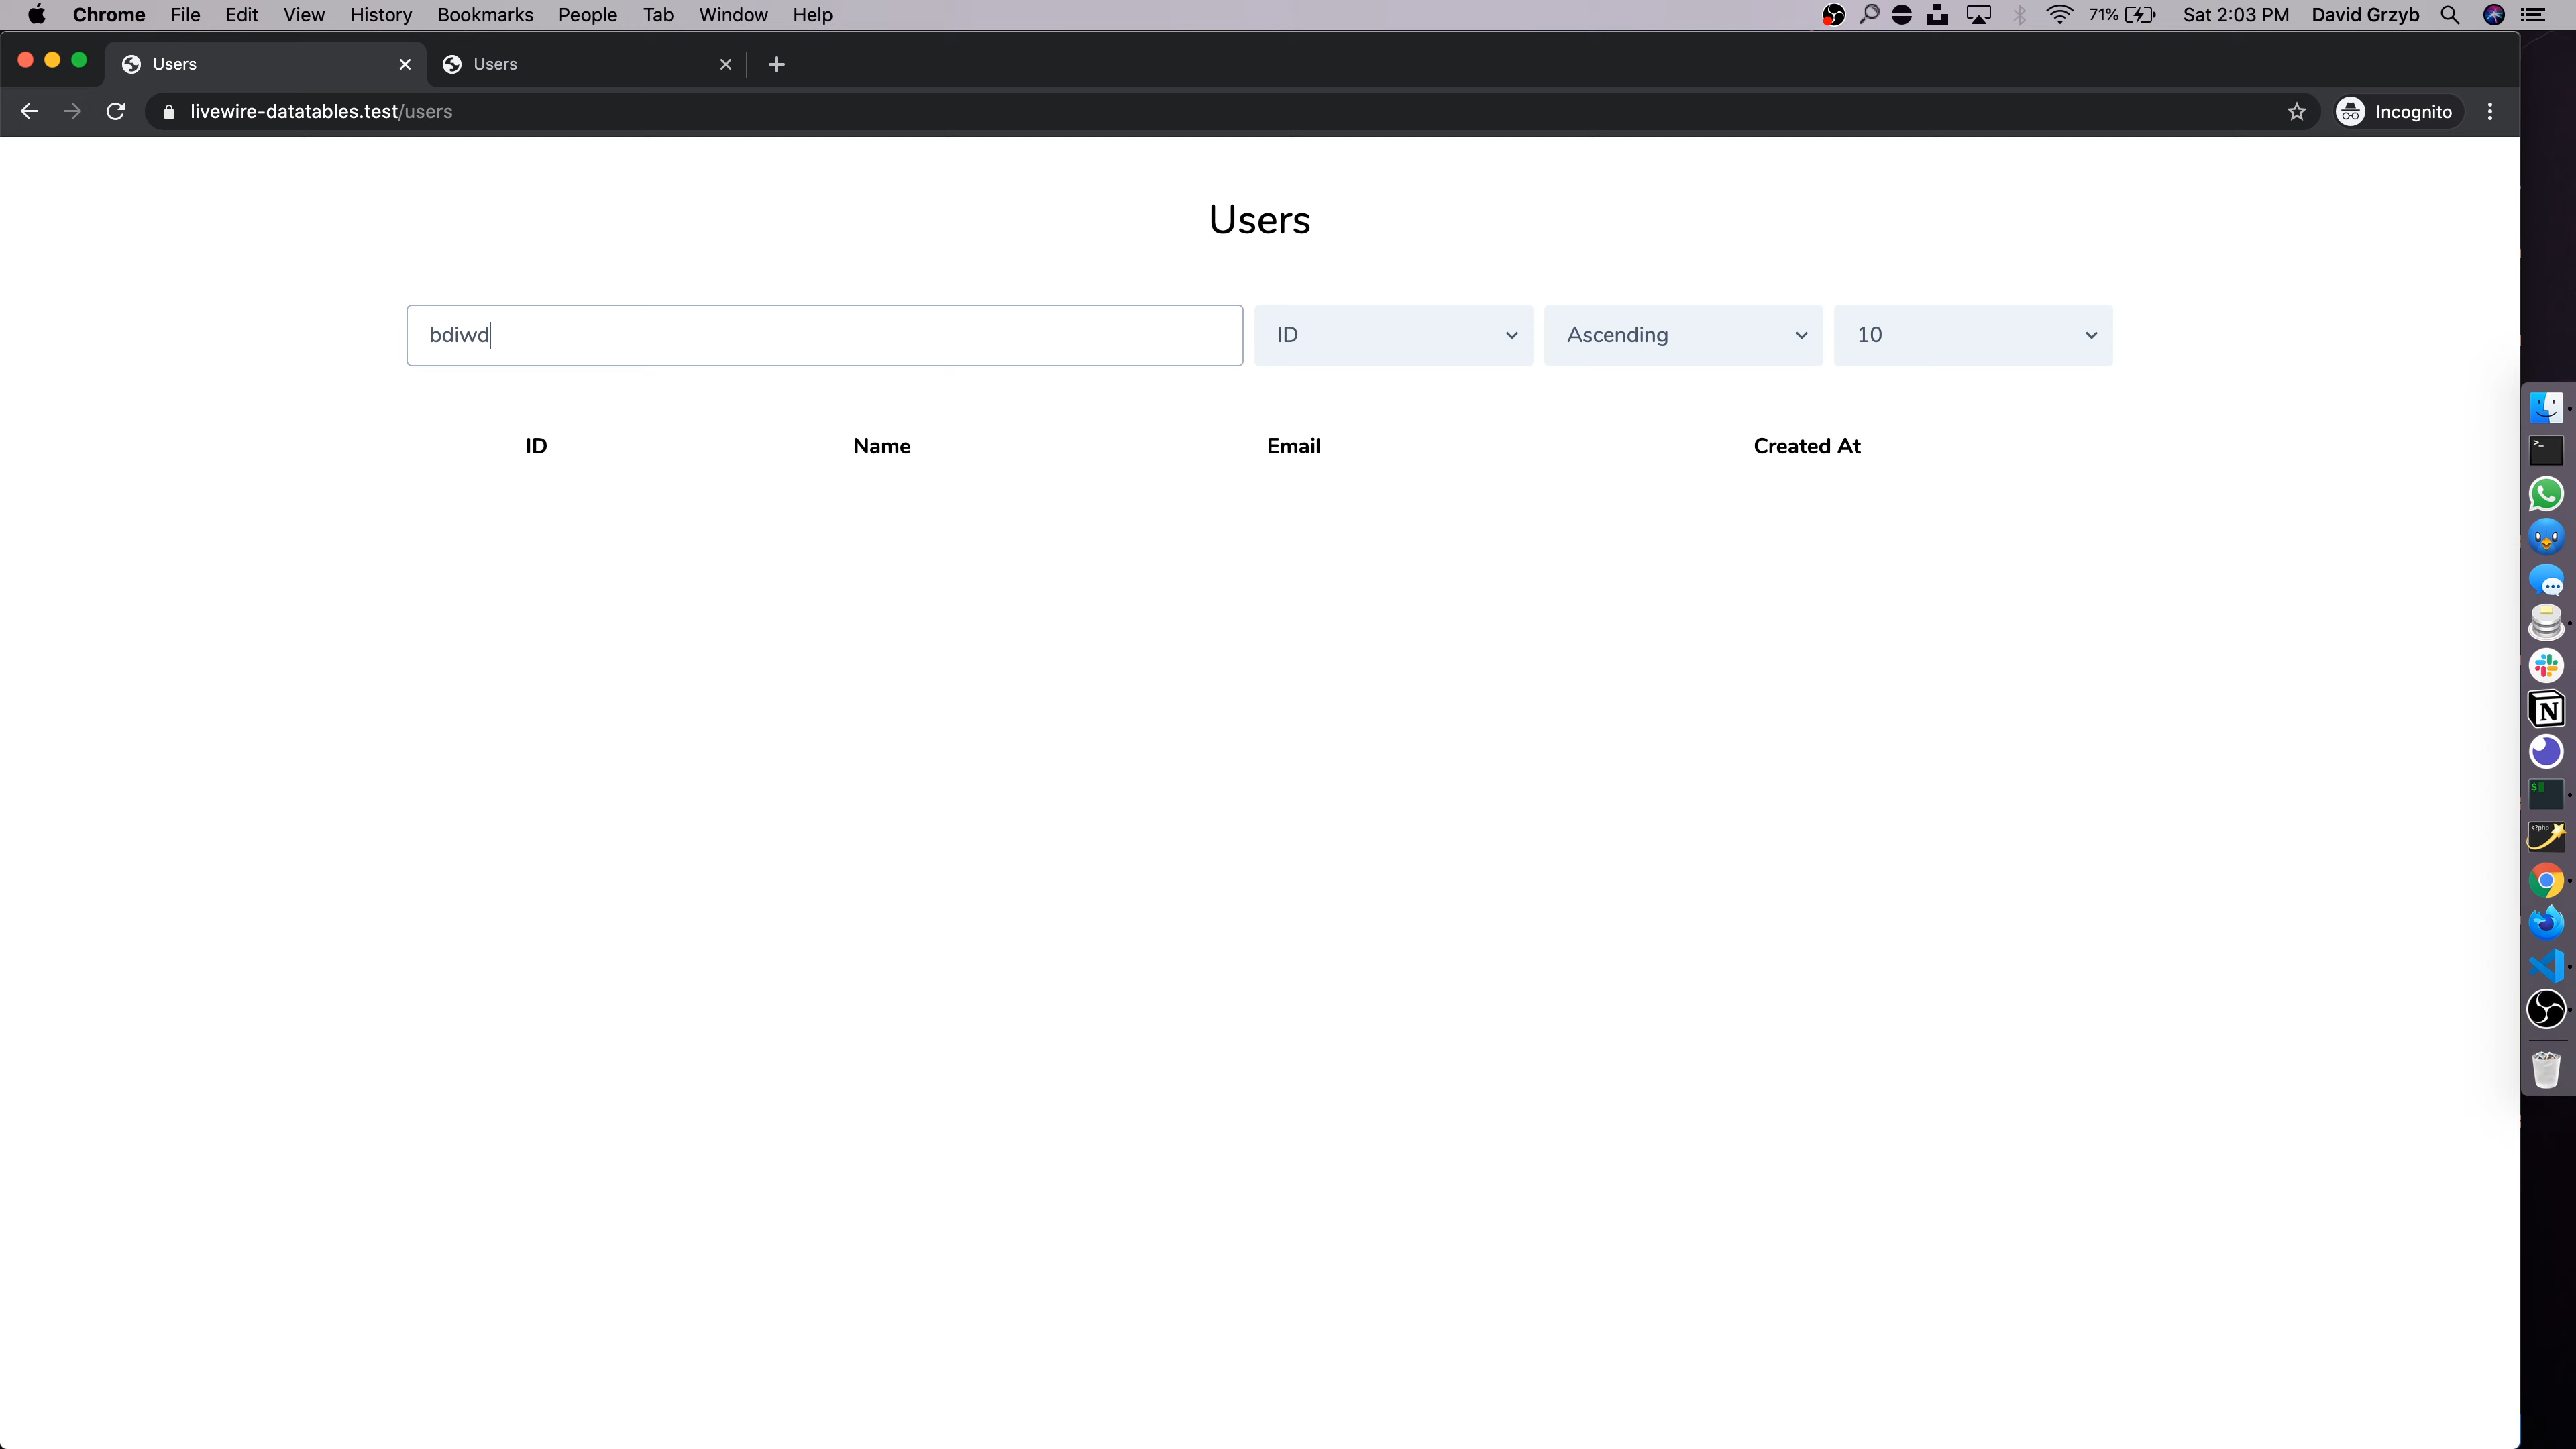 Chrome File Edit View History Bookmarks People Tab Window Help 71% Sat 2:03 PM David Grzyb
Users Users
livewire-datatables.test/users Incognito
Users
bdiwd ID Ascending 10
ID Name Email Created At
>_
N
$
<?php